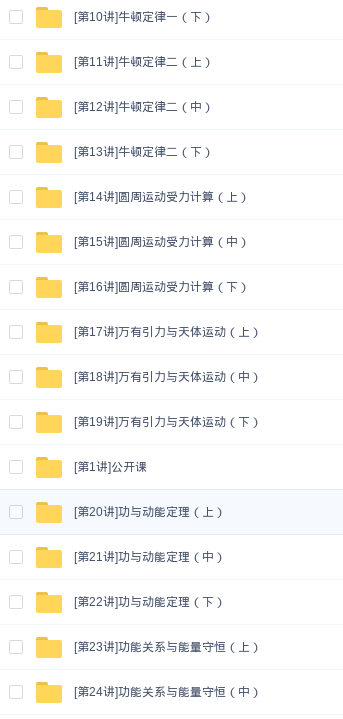 [第10讲]牛顿定律一（下）
[第11讲]牛顿定律二（上）
[第12讲]牛顿定律二（中）
[第13讲]牛顿定律二（下）
[第14讲]圆周运动受力计算（上）
[第15讲]圆周运动受力计算（中）
[第16讲]圆周运动受力计算（下）
[第17讲]万有引力与天体运动（上）
[第18讲]万有引力与天体运动（中）
[第19讲]万有引力与天体运动（下）
[第1讲]公开课
[第20讲]功与动能定理（上）
[第21讲]功与动能定理（中）
[第22讲]功与动能定理（下）
[第23讲]功能关系与能量守恒（上）
[第24讲]功能关系与能量守恒（中）